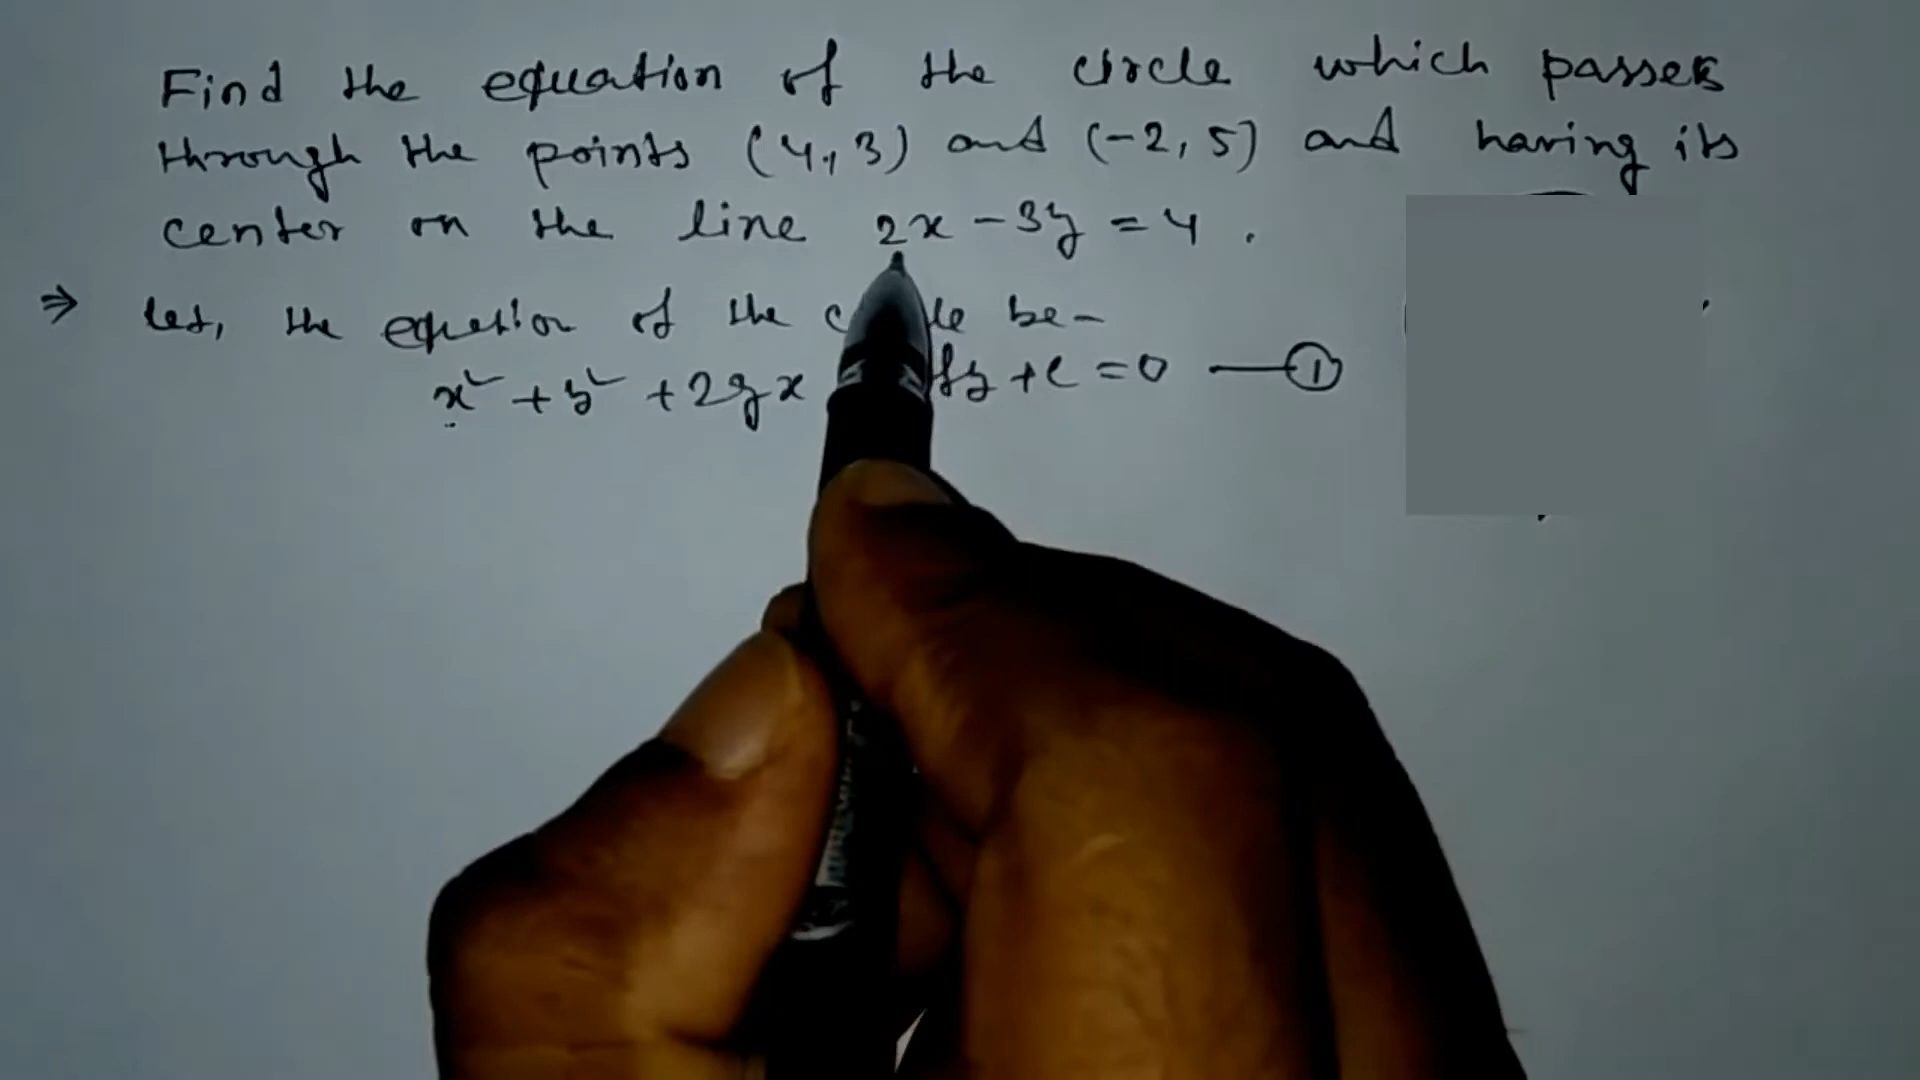 Find the equation of the circle which passes
through the points (4, 3) and (-2, 5) and having its
center on the line 2x - 3y = 4 .
⇒ let, the equation of the be-
x² + y² + 2gx fy + c = 0 — ①